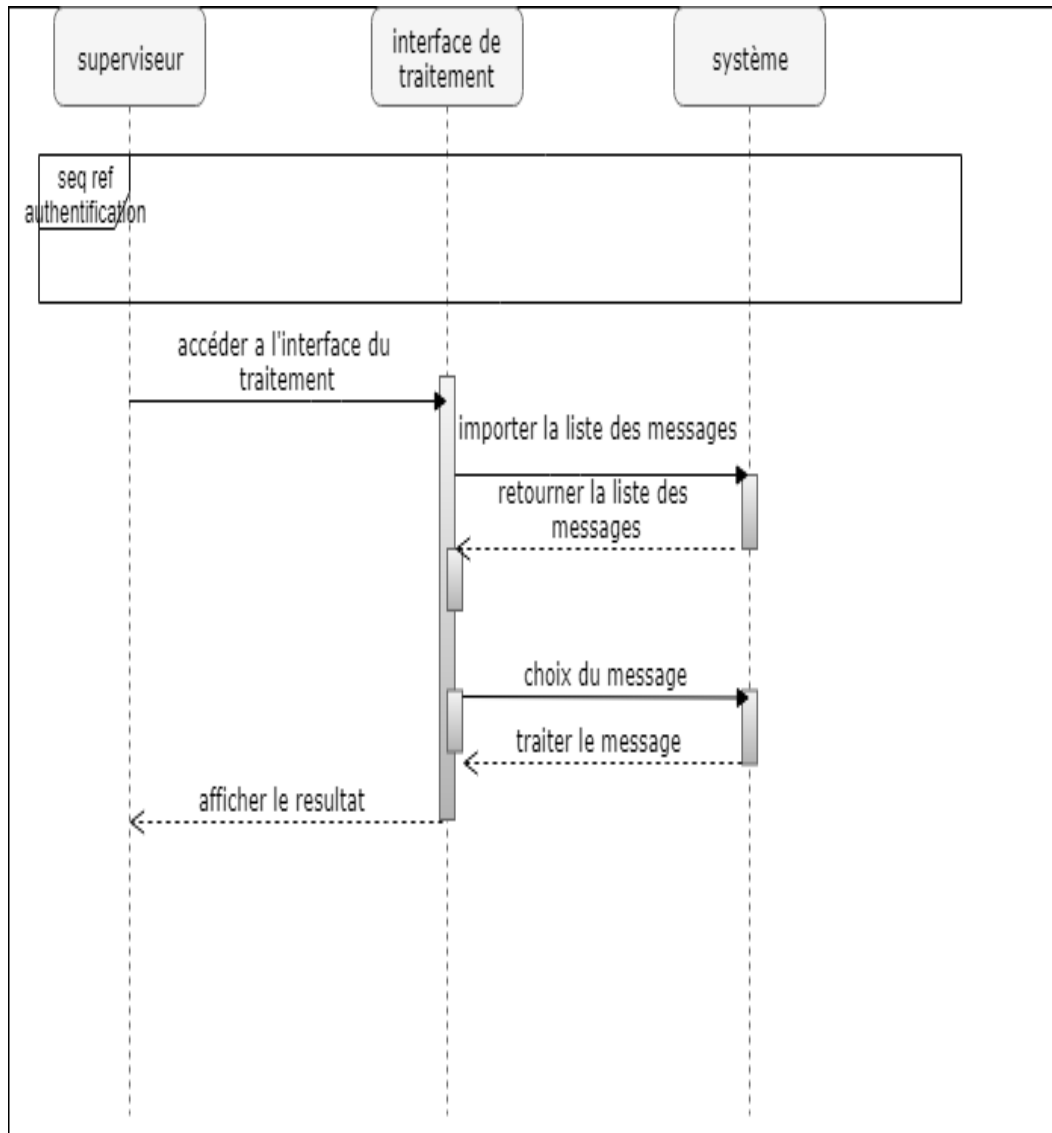 superviseur
interface de
traitement
système
seq ref
authentification
accéder a l'interface du
traitement
importer la liste des messages
retourner la liste des
messages
choix du message
traiter le message
afficher le resultat